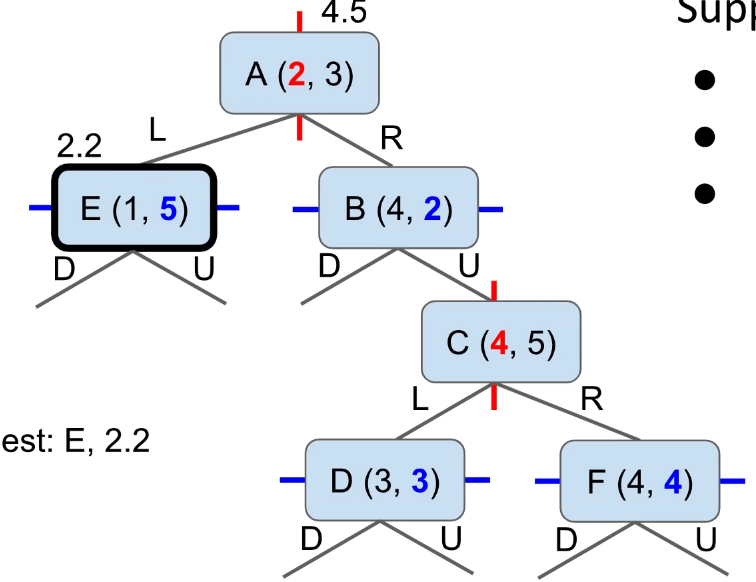 4.5
Supp
A (2, 3)
L
R
2.2
E (1, 5)
B (4, 2)
D
U
D
U
C (4, 5)
L
R
est: E, 2.2
D (3, 3)
F (4, 4)
D
U
D
U